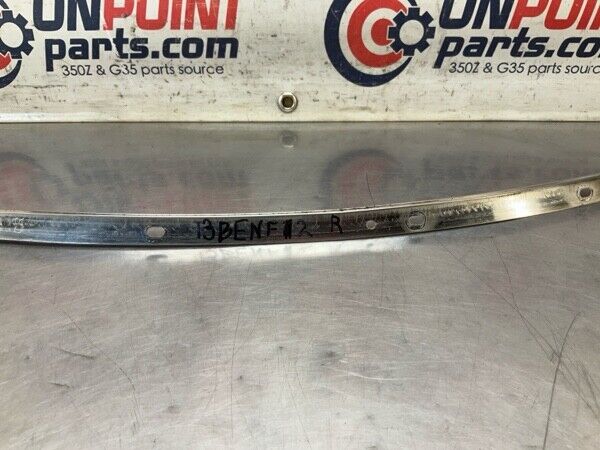 ONPOINT ONPOINT
parts.com parts.com
350Z & G35 parts source 350Z & G35 parts source
13BENF12 R